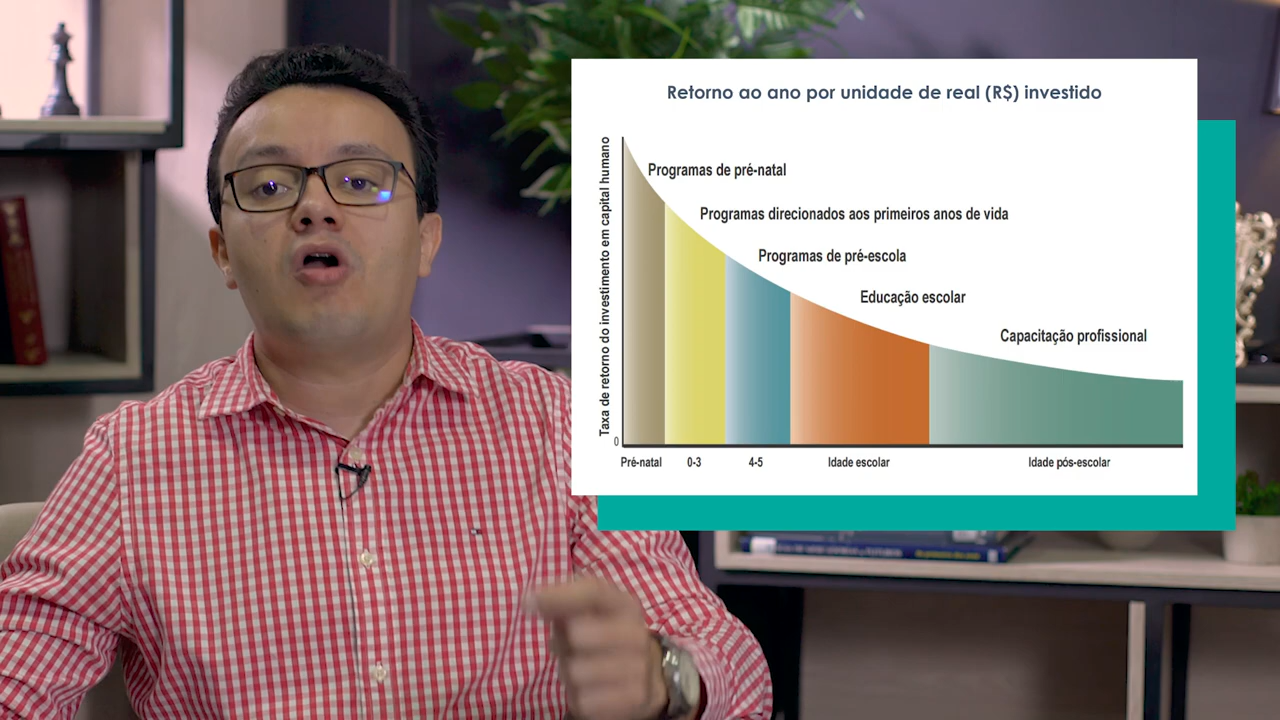 Retorno ao ano por unidade de real (R$) investido
Taxa de retorno do investimento em capital humano
Programas de pré-natal
Programas direcionados aos primeiros anos de vida
Programas de pré-escola
Educação escolar
Capacitação profissional
0
Pré-natal
0-3
4-5
Idade escolar
Idade pós-escolar